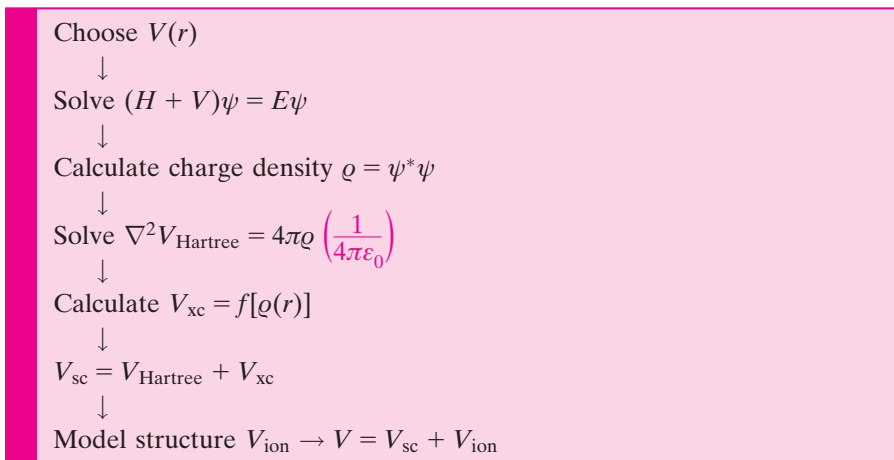 Choose V(r)
↓
Solve (H + V)ψ = Eψ
↓
Calculate charge density ϱ = ψ*ψ
↓
Solve ∇²V_Hartree = 4πϱ (1/4πε₀)
↓
Calculate V_xc = f[ϱ(r)]
↓
V_sc = V_Hartree + V_xc
↓
Model structure V_ion → V = V_sc + V_ion